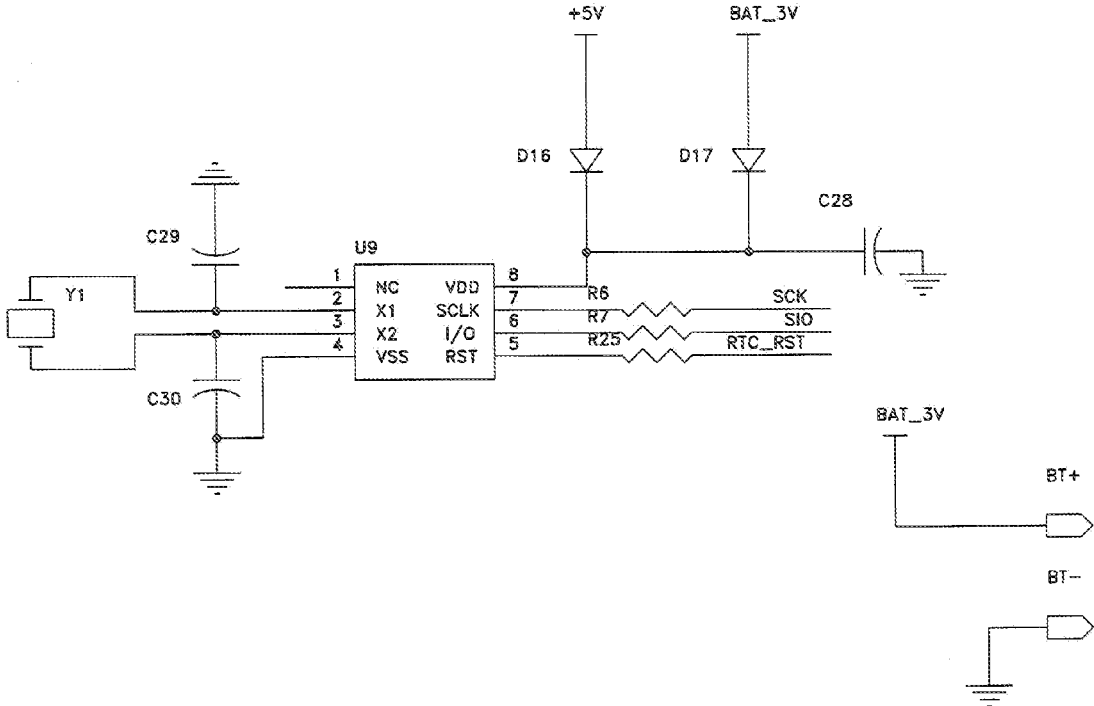 +5V
BAT_3V
D16
D17
C28
C29
U9
Y1
1
NC
VDD
8
R6
2
X1
SCLK
7
SCK
R7
3
X2
I/O
6
SIO
R25
4
VSS
RST
5
RTC_RST
C30
BAT_3V
BT+
BT-